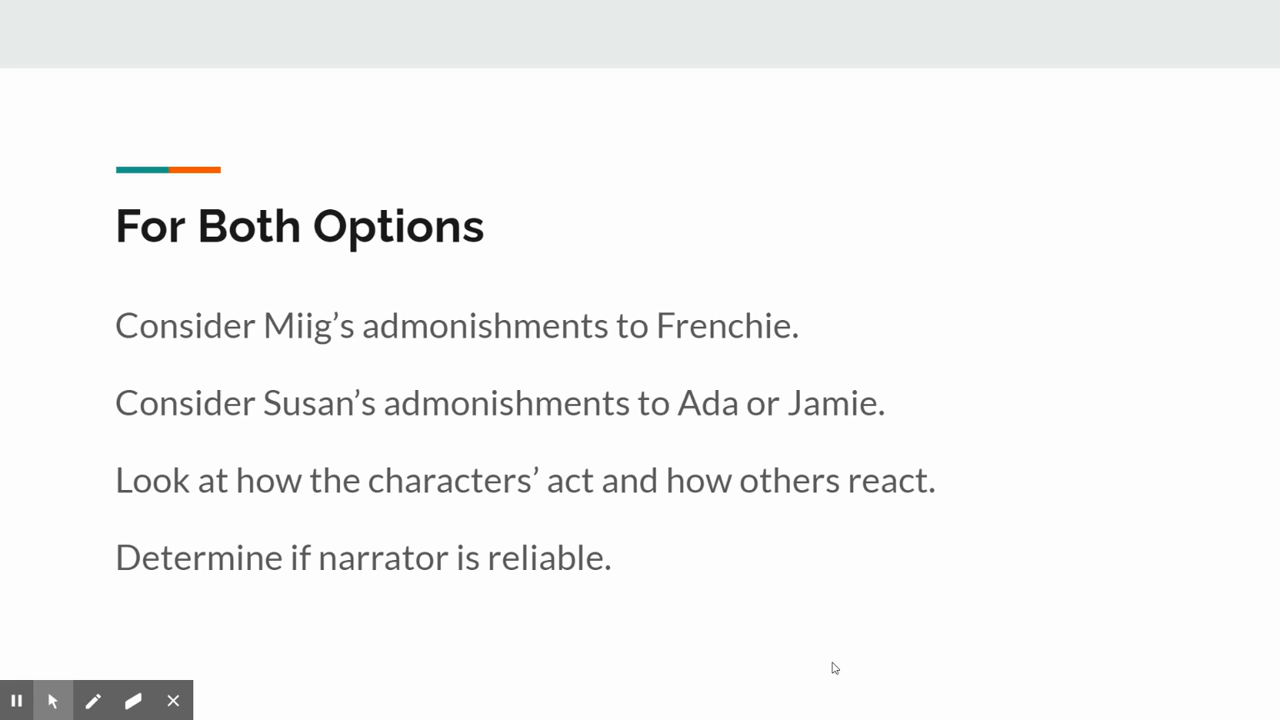 For Both Options
Consider Miig’s admonishments to Frenchie.
Consider Susan’s admonishments to Ada or Jamie.
Look at how the characters’ act and how others react.
Determine if narrator is reliable.